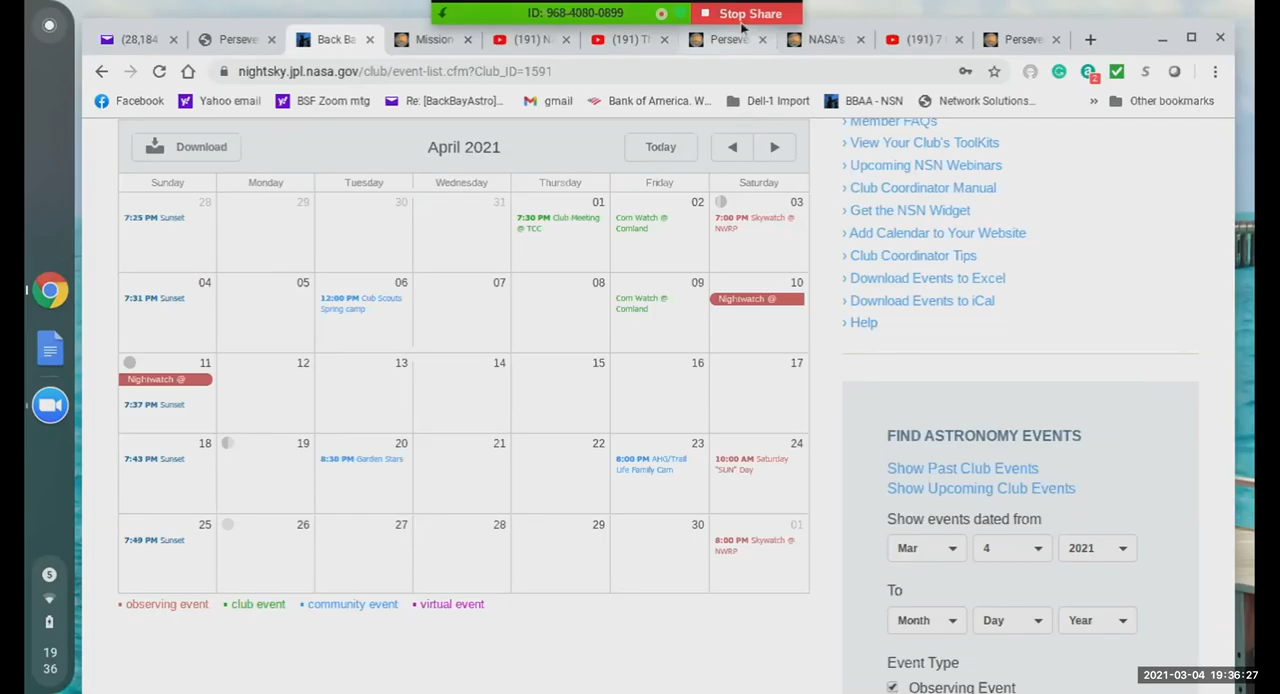 ID: 968-4080-0899
Stop Share
(28,184
Perseve
Back Ba
Mission
(191) N
(191) Th
Perseve
NASA's
(191) 7
Perseve
nightsky.jpl.nasa.gov/club/event-list.cfm?Club_ID=1591
2
Facebook
Yahoo email
BSF Zoom mtg
Re: [BackBayAstro]...
gmail
Bank of America. W...
Dell-1 Import
BBAA - NSN
Network Solutions...
Other bookmarks
Download
April 2021
Today
Sunday Monday Tuesday Wednesday Thursday Friday Saturday
28 29 30 31 01 02 03
7:25 PM Sunset
7:30 PM Club Meeting
@ TCC
Corn Watch @
Cornland
7:00 PM Skywatch @
NWRP
04 05 06 07 08 09 10
7:31 PM Sunset
12:00 PM Cub Scouts
Spring camp
Corn Watch @
Cornland
Nightwatch @
11 12 13 14 15 16 17
Nightwatch @
7:37 PM Sunset
18 19 20 21 22 23 24
7:43 PM Sunset
8:30 PM Garden Stars
8:00 PM AHG/Trail
Life Family Cam
10:00 AM Saturday
"SUN" Day
25 26 27 28 29 30 01
7:49 PM Sunset
8:00 PM Skywatch @
NWRP
observing event
club event
community event
virtual event
› Member FAQs
› View Your Club's ToolKits
› Upcoming NSN Webinars
› Club Coordinator Manual
› Get the NSN Widget
› Add Calendar to Your Website
› Club Coordinator Tips
› Download Events to Excel
› Download Events to iCal
› Help
FIND ASTRONOMY EVENTS
Show Past Club Events
Show Upcoming Club Events
Show events dated from
Mar 4 2021
To
Month Day Year
Event Type
Observing Event
5
19
36
2021-03-04 19:36:27